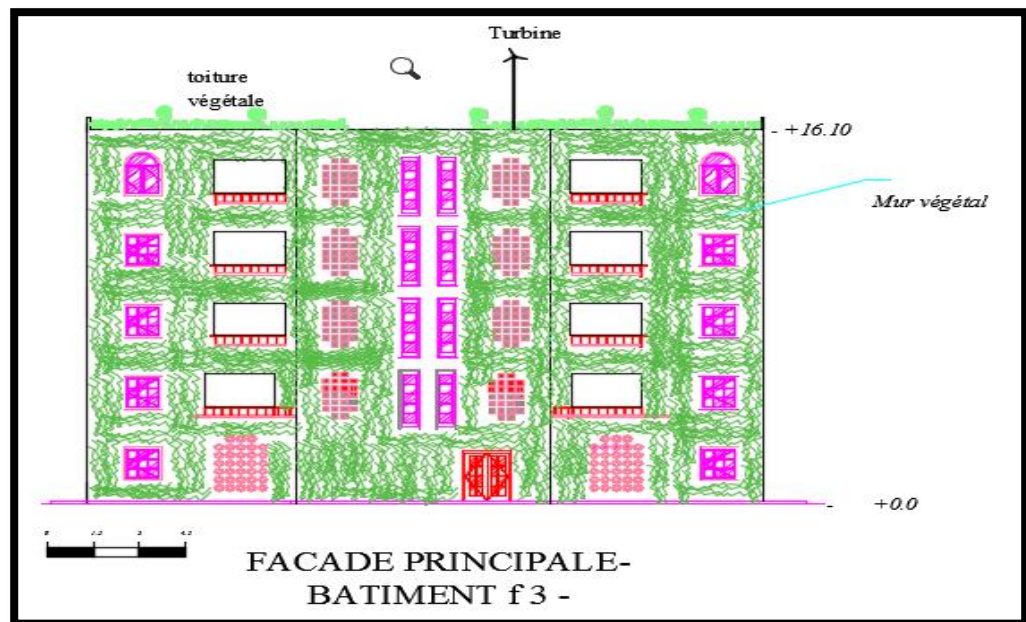 Turbine
toiture
végétale
- +16.10
Mur végétal
- +0.0
FACADE PRINCIPALE-
BATIMENT f 3 -